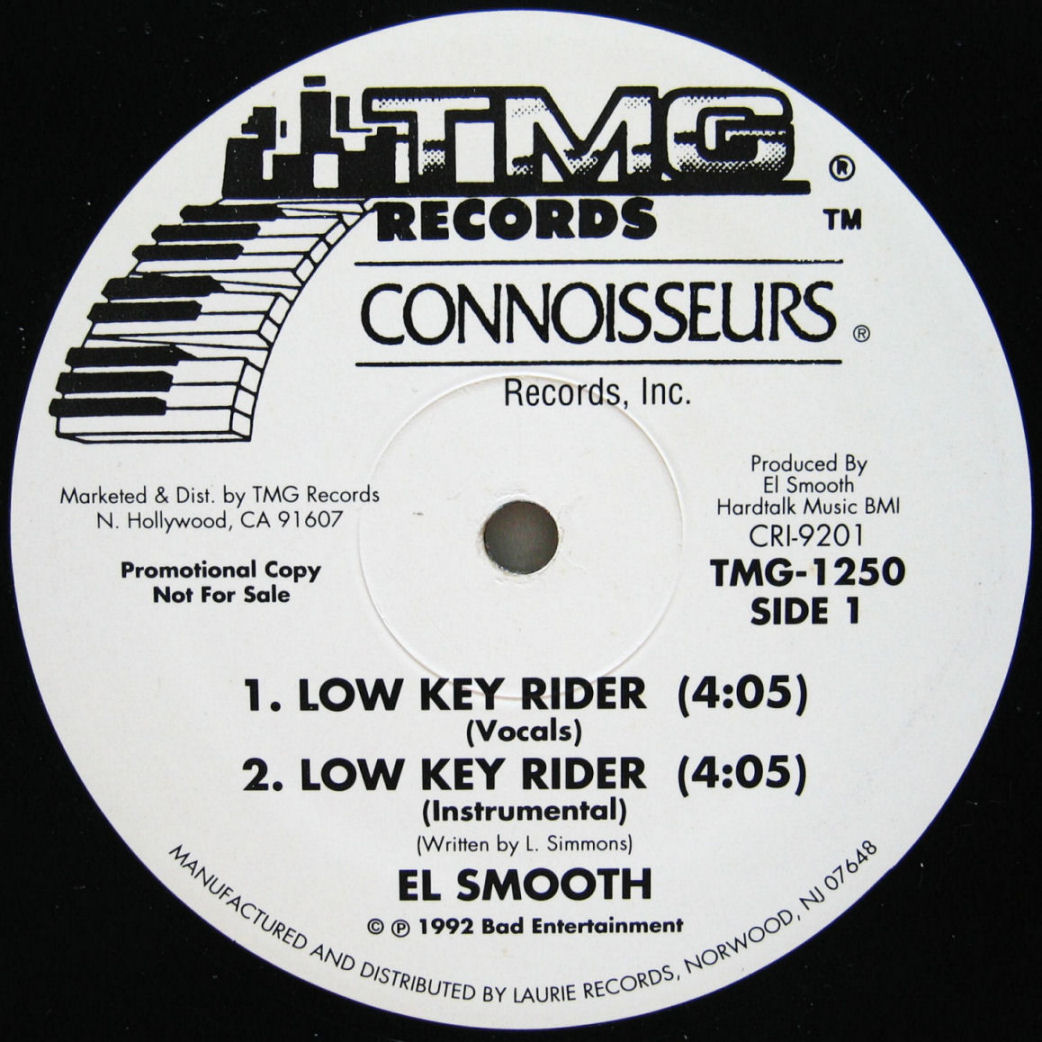 TMG ®
RECORDS TM
CONNOISSEURS ®
Records, Inc.
Marketed & Dist. by TMG Records
N. Hollywood, CA 91607
Promotional Copy
Not For Sale
Produced By
El Smooth
Hardtalk Music BMI
CRI-9201
TMG-1250
SIDE 1
1. LOW KEY RIDER (4:05)
(Vocals)
2. LOW KEY RIDER (4:05)
(Instrumental)
(Written by L. Simmons)
EL SMOOTH
© ℗ 1992 Bad Entertainment
MANUFACTURED AND DISTRIBUTED BY LAURIE RECORDS, NORWOOD, NJ 07648